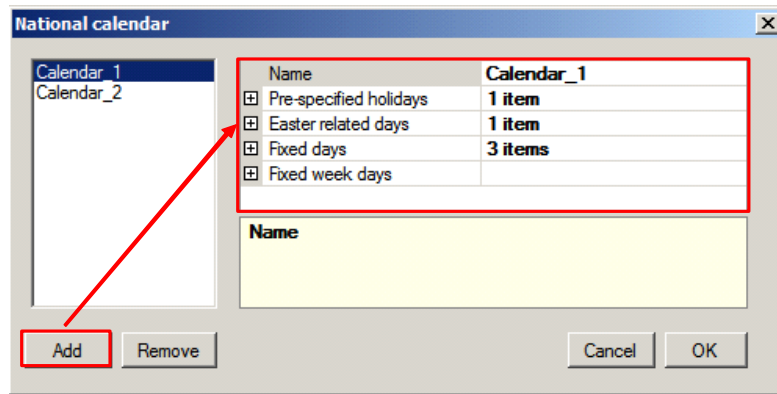 National calendar
Calendar_1
Calendar_2
Name Calendar_1
Pre-specified holidays 1 item
Easter related days 1 item
Fixed days 3 items
Fixed week days
Name
Add Remove Cancel OK